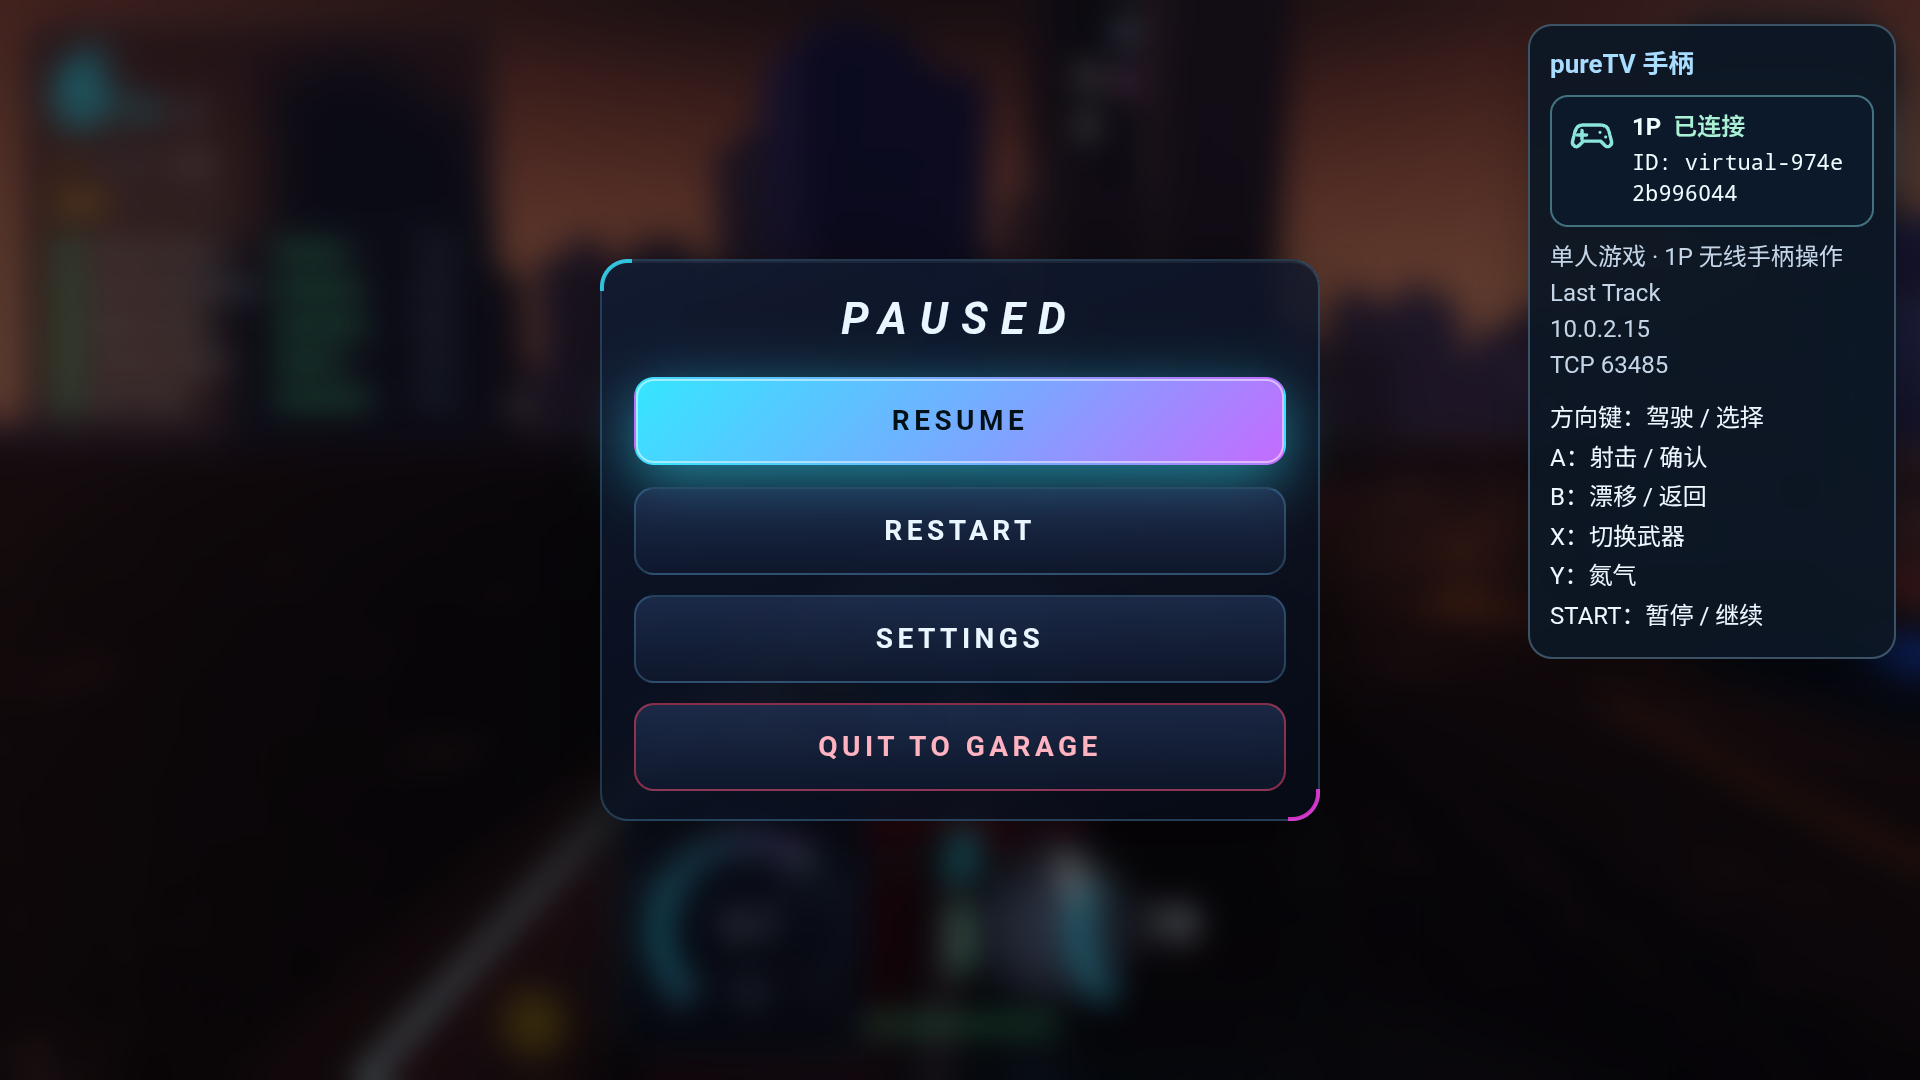 PAUSED
RESUME
RESTART
SETTINGS
QUIT TO GARAGE
pureTV 手柄
1P 已连接
ID: virtual-974e
2b996044
单人游戏 · 1P 无线手柄操作
Last Track
10.0.2.15
TCP 63485
方向键：驾驶 / 选择
A：射击 / 确认
B：漂移 / 返回
X：切换武器
Y：氮气
START：暂停 / 继续